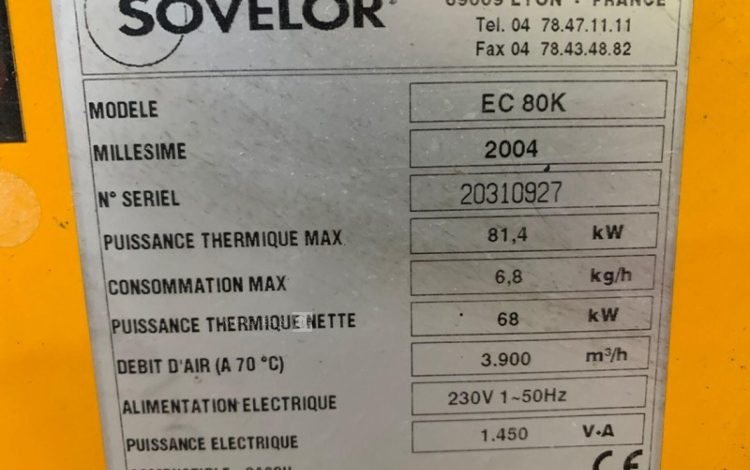 SOVELOR
69009 LYON - FRANCE
Tel. 04 78.47.11.11
Fax 04 78.43.48.82
MODELE EC 80K
MILLESIME 2004
N° SERIEL 20310927
PUISSANCE THERMIQUE MAX 81,4 kW
CONSOMMATION MAX 6,8 kg/h
PUISSANCE THERMIQUE NETTE 68 kW
DEBIT D'AIR (A 70 °C) 3.900 m³/h
ALIMENTATION ELECTRIQUE 230V 1~50Hz
PUISSANCE ELECTRIQUE 1.450 V•A
CE